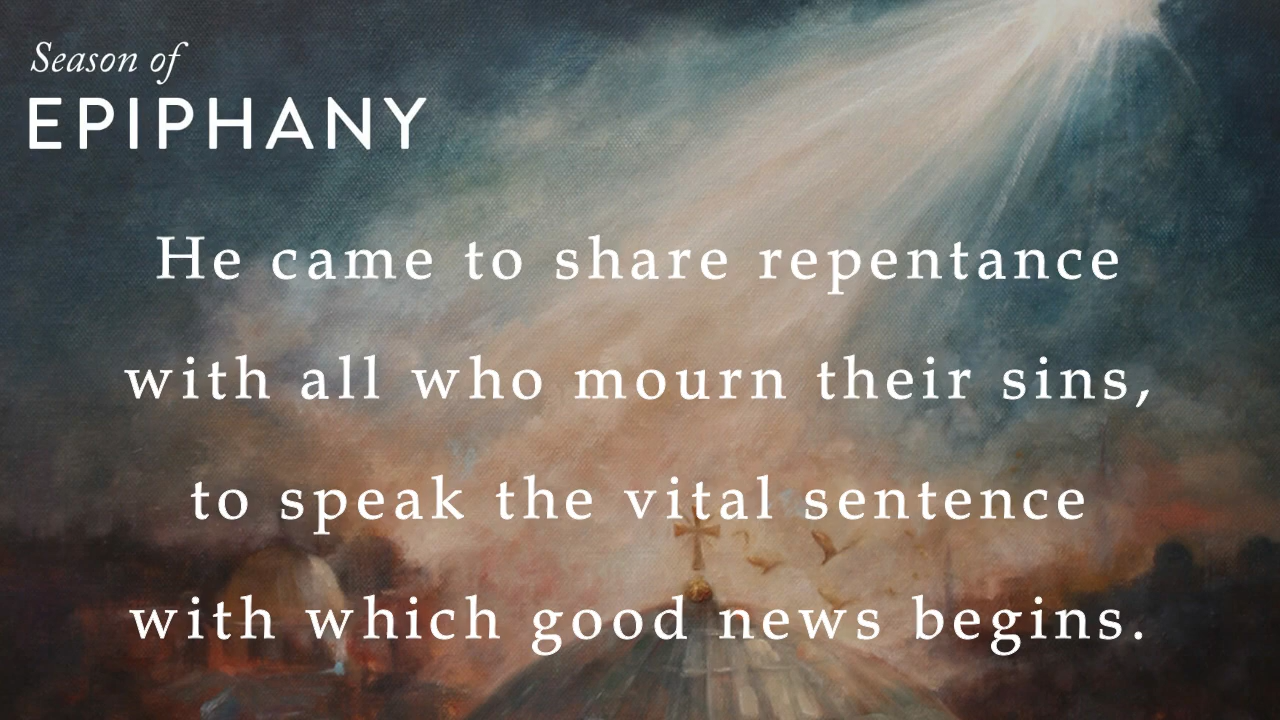 Season of
EPIPHANY
He came to share repentance
with all who mourn their sins,
to speak the vital sentence
with which good news begins.